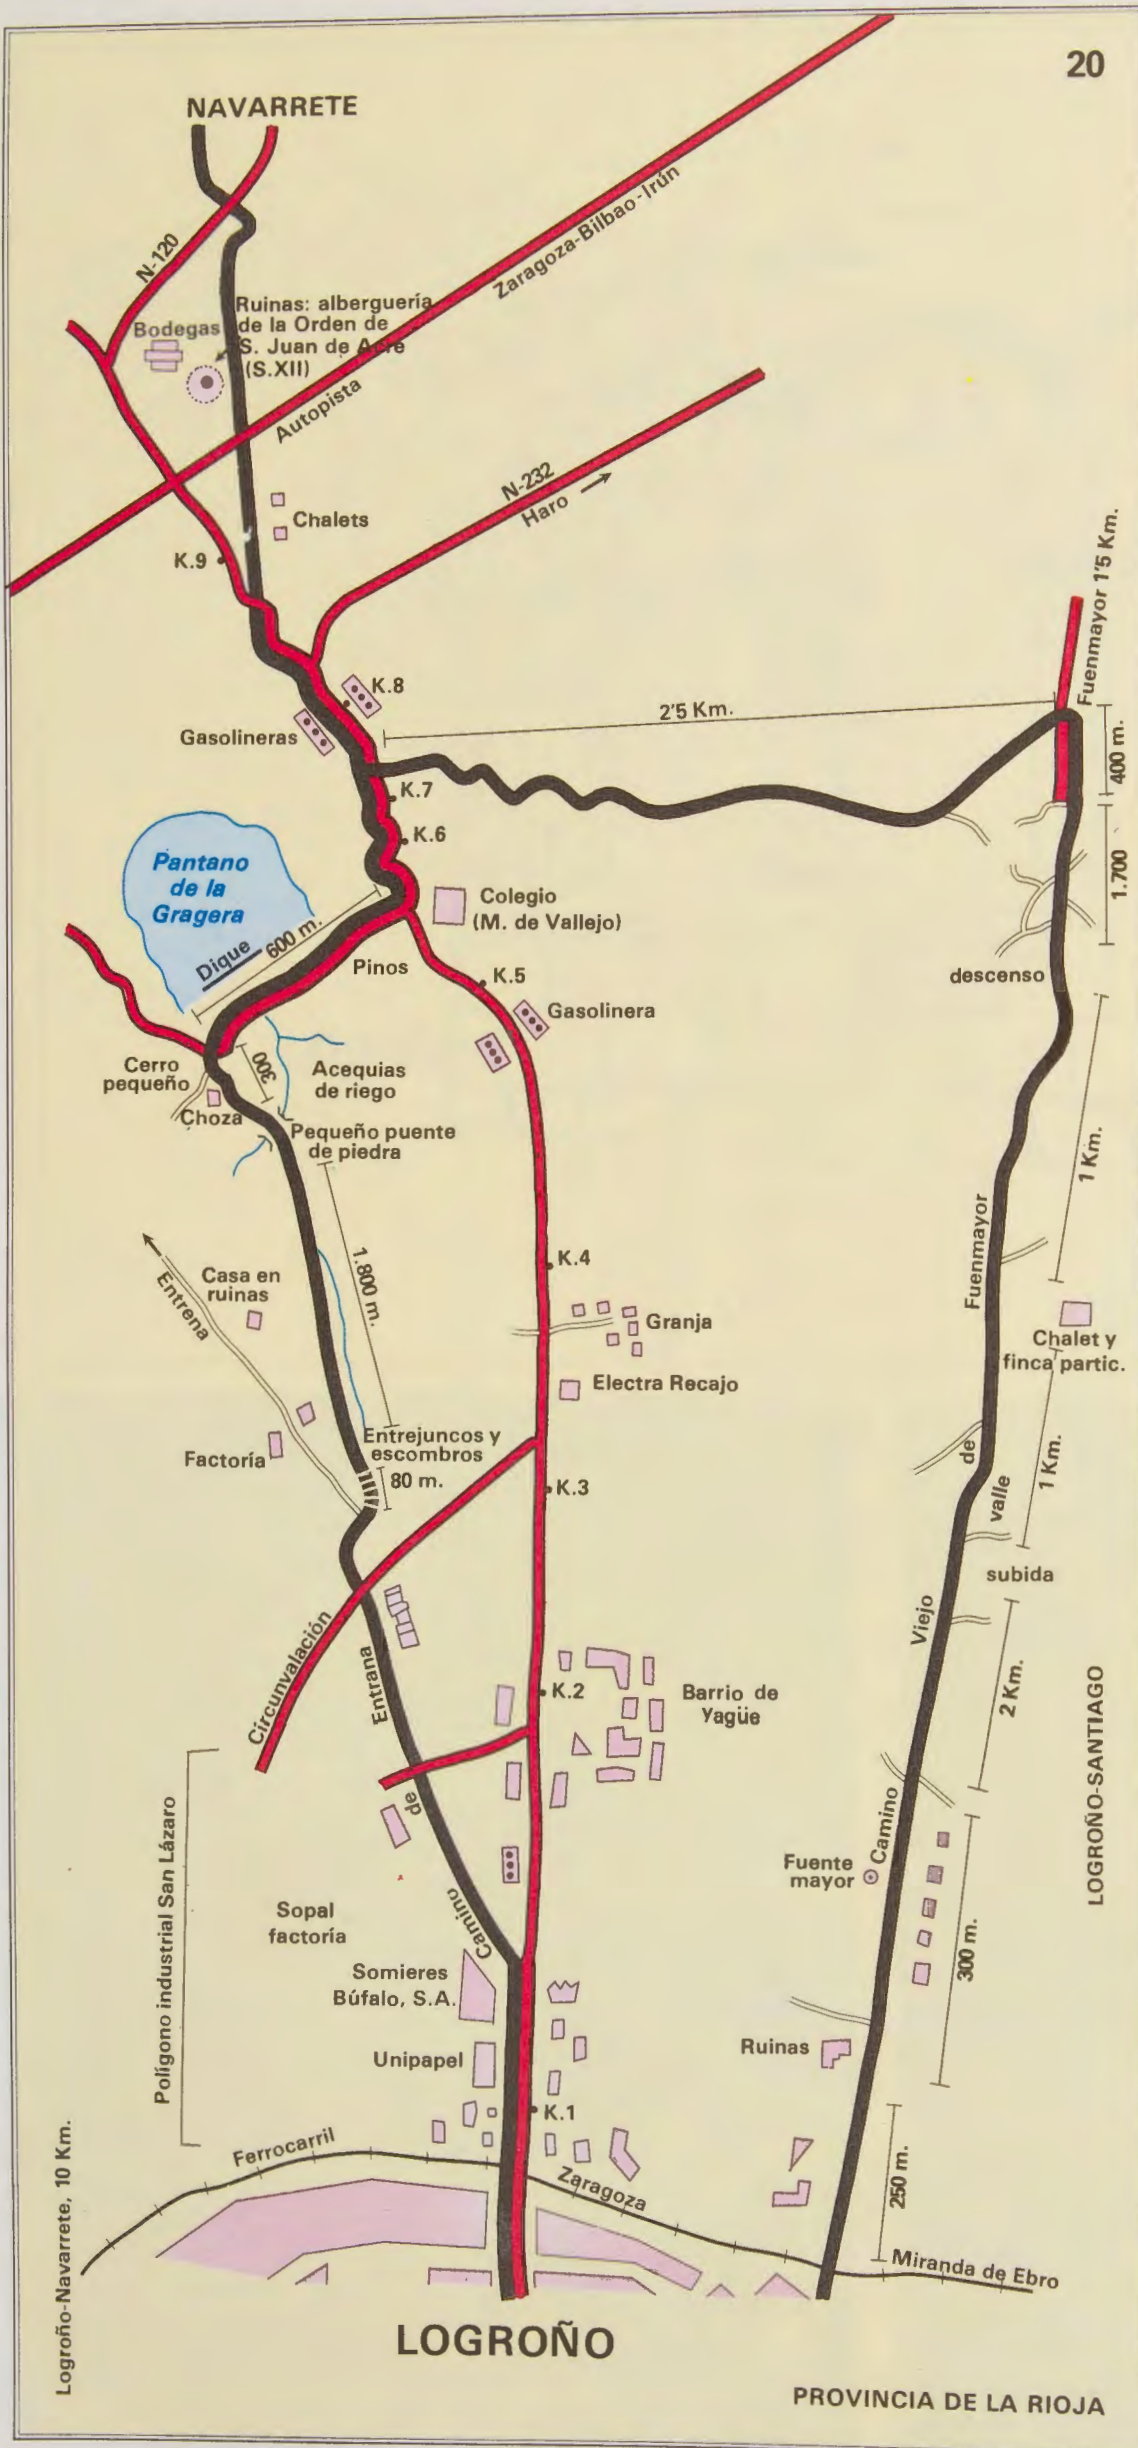 20
NAVARRETE
N-120
Zaragoza-Bilbao-Irún
Autopista
Bodegas
Ruinas: alberguería
de la Orden de
S. Juan de Acre
(S.XII)
N-232
Haro
Chalets
K.9
Fuenmayor 1'5 Km.
K.8
2'5 Km.
Gasolineras
400 m.
K.7
K.6
Pantano
de la
Gragera
Colegio
(M. de Vallejo)
1.700
Dique
600 m.
Pinos
K.5
descenso
Gasolinera
300
Cerro
pequeño
Acequias
de riego
Choza
Pequeño puente
de piedra
1 Km.
1.800 m.
K.4
Entrena
Casa en
ruinas
Granja
Chalet y
finca partic.
Electra Recajo
Entrejuncos y
escombros
80 m.
Factoría
K.3
1 Km.
valle
subida
Circunvalación
K.2
Barrio de
Yagüe
2 Km.
Camino de Entrana
Camino Viejo de Fuenmayor
Polígono industrial San Lázaro
LOGROÑO-SANTIAGO
Fuente
mayor
Sopal
factoría
300 m.
Somieres
Búfalo, S.A.
Ruinas
Unipapel
K.1
250 m.
Ferrocarril
Zaragoza
Miranda de Ebro
Logroño-Navarrete, 10 Km.
LOGROÑO
PROVINCIA DE LA RIOJA